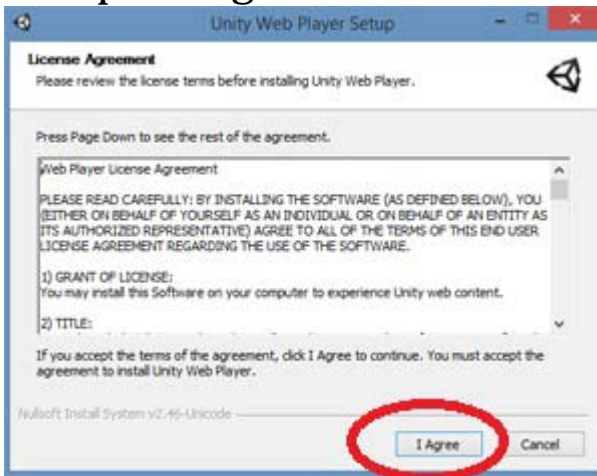 Unity Web Player Setup
License Agreement
Please review the license terms before installing Unity Web Player.
Press Page Down to see the rest of the agreement.
Web Player License Agreement
PLEASE READ CAREFULLY: BY INSTALLING THE SOFTWARE (AS DEFINED BELOW), YOU
(EITHER ON BEHALF OF YOURSELF AS AN INDIVIDUAL OR ON BEHALF OF AN ENTITY AS
ITS AUTHORIZED REPRESENTATIVE) AGREE TO ALL OF THE TERMS OF THIS END USER
LICENSE AGREEMENT REGARDING THE USE OF THE SOFTWARE.
1) GRANT OF LICENSE:
You may install this Software on your computer to experience Unity web content.
2) TITLE:
If you accept the terms of the agreement, click I Agree to continue. You must accept the
agreement to install Unity Web Player.
Nullsoft Install System v2.46-Unicode
I Agree
Cancel